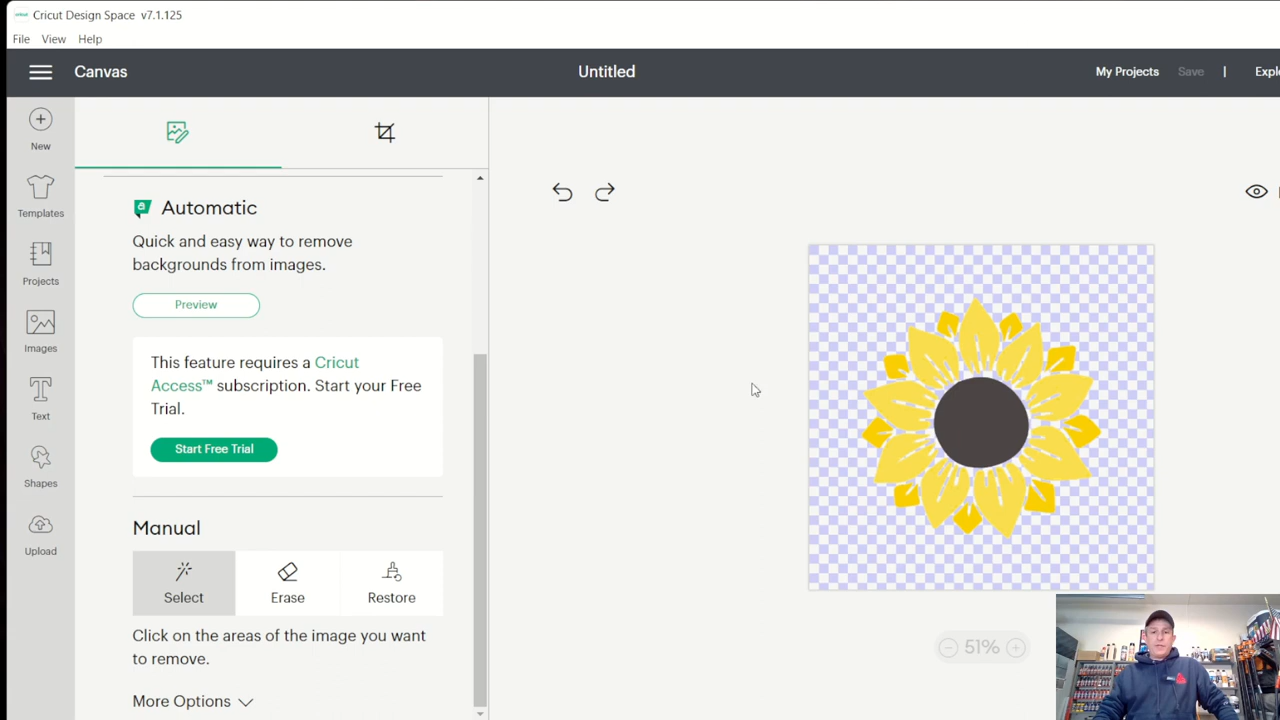 Cricut Design Space v7.1.125
File View Help
Canvas
Untitled
My Projects Save |
New
Templates
Projects
Images
Text
Shapes
Upload
Automatic
Quick and easy way to remove
backgrounds from images.
Preview
This feature requires a Cricut
Access™ subscription. Start your Free
Trial.
Start Free Trial
Manual
Select Erase Restore
Click on the areas of the image you want
to remove.
More Options
51%